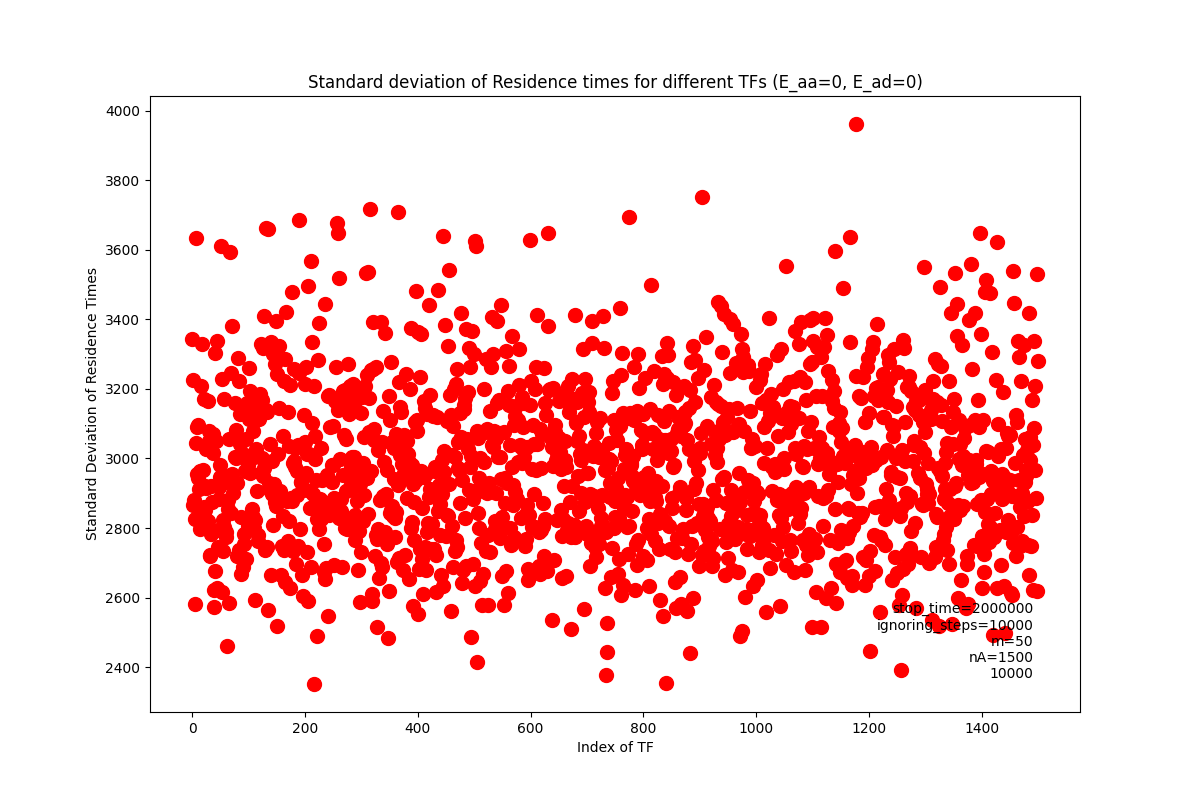 Standard deviation of Residence times for different TFs (E_aa=0, E_ad=0)
Standard Deviation of Residence Times
4000
3800
3600
3400
3200
3000
2800
2600
2400
stop_time=2000000
ignoring_steps=10000
m=50
nA=1500
10000
0
200
400
600
800
1000
1200
1400
Index of TF